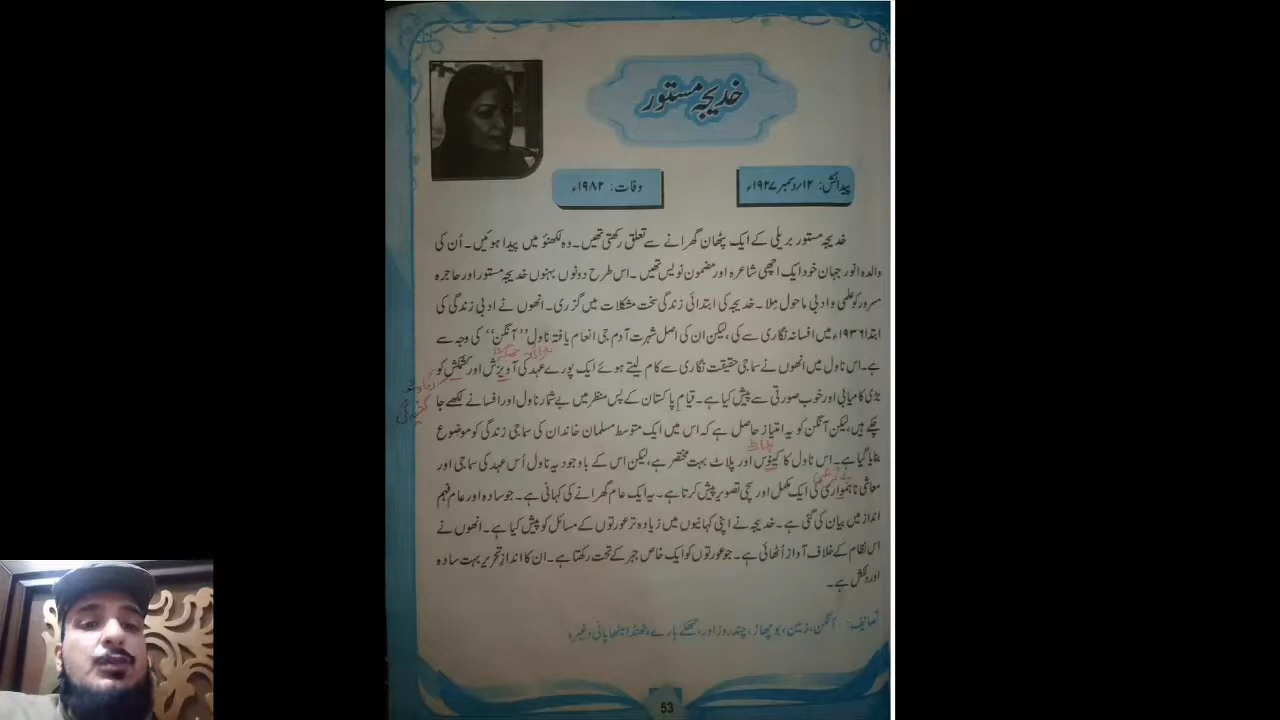 خدیجہ مستور
پیدائش: ۱۲/دسمبر ۱۹۲۷ء
وفات: ۱۹۸۲ء
خدیجہ مستور بریلی کے ایک پٹھان گھرانے سے تعلق رکھتی تھیں۔ وہ لکھنؤ میں پیدا ہوئیں۔ اُن کی
والدہ انور جہان خود ایک اچھی شاعرہ اور مضمون نویس تھیں۔ اس طرح دونوں بہنوں خدیجہ مستور اور حاجرہ
مسرور کو علمی و ادبی ماحول مِلا۔ خدیجہ کی ابتدائی زندگی سخت مشکلات میں گزری۔ انھوں نے ادبی زندگی کی
ابتدا ۱۹۳۶ء میں افسانہ نگاری سے کی، لیکن ان کی اصل شہرت آدم جی انعام یافتہ ناول ”آنگن“ کی وجہ سے
ہے۔ اس ناول میں انھوں نے سماجی حقیقت نگاری سے کام لیتے ہوئے ایک پورے عہد کی آویزش اور کشمکش کو
بڑی کامیابی اور خوب صورتی سے پیش کیا ہے۔ قیامِ پاکستان کے پس منظر میں بے شمار ناول اور افسانے لکھے جا
چکے ہیں، لیکن آنگن کو یہ امتیاز حاصل ہے کہ اس میں ایک متوسط مسلمان خاندان کی سماجی زندگی کو موضوع
بنایا گیا ہے۔ اس ناول کا کینوس اور پلاٹ بہت مختصر ہے، لیکن اس کے باوجود یہ ناول اُس عہد کی سماجی اور
معاشی ناہمواری کی ایک مکمل اور سچی تصویر پیش کرتا ہے۔ یہ ایک عام گھرانے کی کہانی ہے۔ جو سادہ اور عام فہم
انداز میں بیان کی گئی ہے۔ خدیجہ نے اپنی کہانیوں میں زیادہ تر عورتوں کے مسائل کو پیش کیا ہے۔ انھوں نے
اس نظام کے خلاف آواز اُٹھائی ہے۔ جو عورتوں کو ایک خاص جبر کے تحت رکھتا ہے۔ ان کا اندازِ تحریر بہت سادہ
اور دلکش ہے۔
تصانیف: آنگن، زمین، بوچھاڑ، چند روز اور، تھکے ہارے، ٹھنڈا میٹھا پانی وغیرہ
53